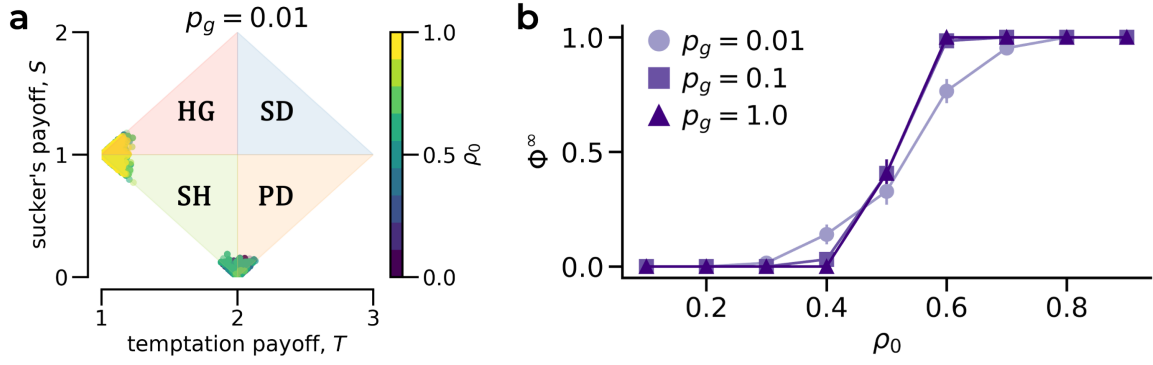 a
p_g = 0.01
2
1
0
sucker's payoff, S
HG
SD
SH
PD
1
2
3
temptation payoff, T
1.0
0.5
0.0
ρ₀
b
1.0
0.5
0.0
Φ^∞
p_g = 0.01
p_g = 0.1
p_g = 1.0
0.2
0.4
0.6
0.8
ρ₀